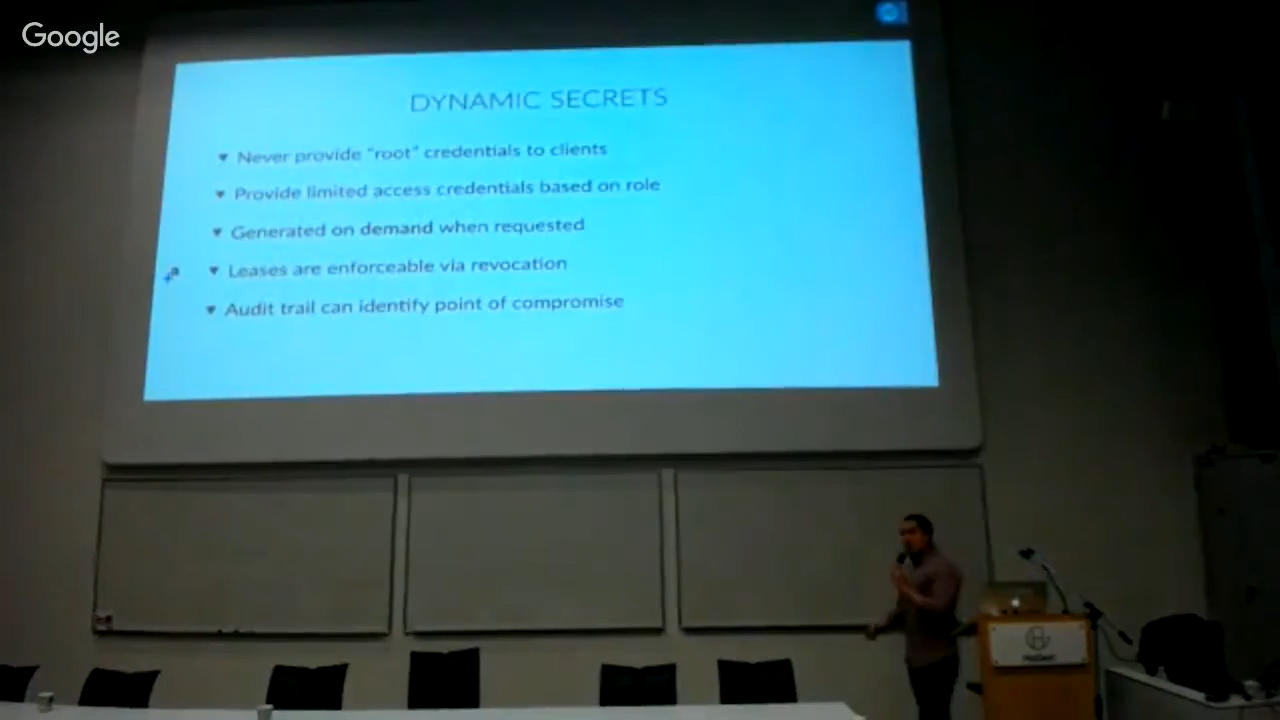 Google
DYNAMIC SECRETS
Never provide "root" credentials to clients
Provide limited access credentials based on role
Generated on demand when requested
Leases are enforceable via revocation
Audit trail can identify point of compromise